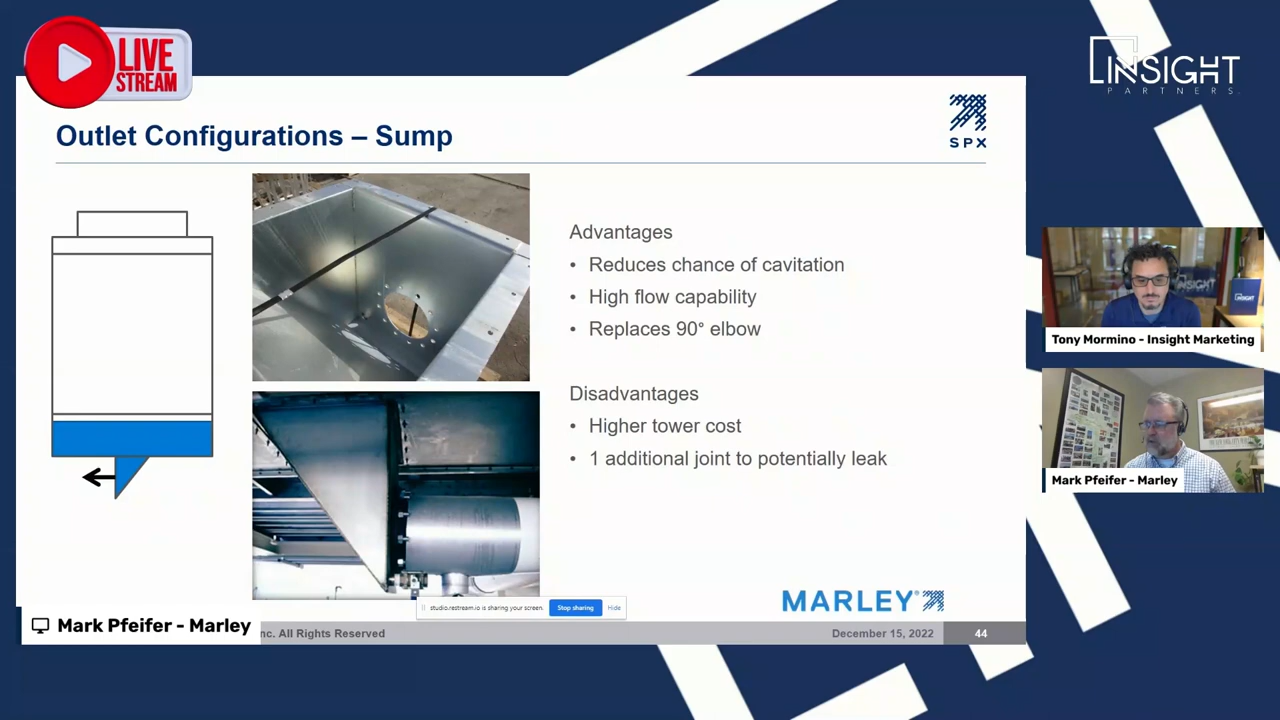 LIVE
STREAM
INSIGHT
PARTNERS.
Outlet Configurations – Sump
SPX
Advantages
• Reduces chance of cavitation
• High flow capability
• Replaces 90° elbow
Disadvantages
• Higher tower cost
• 1 additional joint to potentially leak
Tony Mormino - Insight Marketing
Mark Pfeifer - Marley
MARLEY®
studio.restream.io is sharing your screen.
Stop sharing
Hide
Mark Pfeifer - Marley
nc. All Rights Reserved
December 15, 2022
44